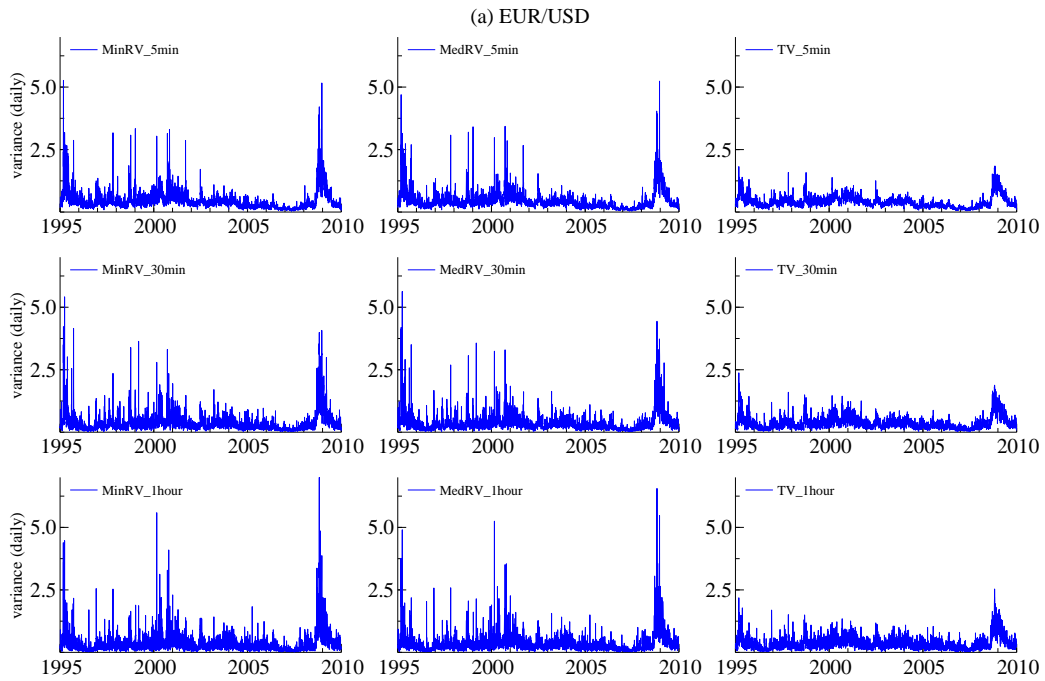 (a) EUR/USD
MinRV_5min MedRV_5min TV_5min
variance (daily)
5.0 5.0 5.0
2.5 2.5 2.5
1995 2000 2005 2010 1995 2000 2005 2010 1995 2000 2005 2010
MinRV_30min MedRV_30min TV_30min
variance (daily)
5.0 5.0 5.0
2.5 2.5 2.5
1995 2000 2005 2010 1995 2000 2005 2010 1995 2000 2005 2010
MinRV_1hour MedRV_1hour TV_1hour
variance (daily)
5.0 5.0 5.0
2.5 2.5 2.5
1995 2000 2005 2010 1995 2000 2005 2010 1995 2000 2005 2010